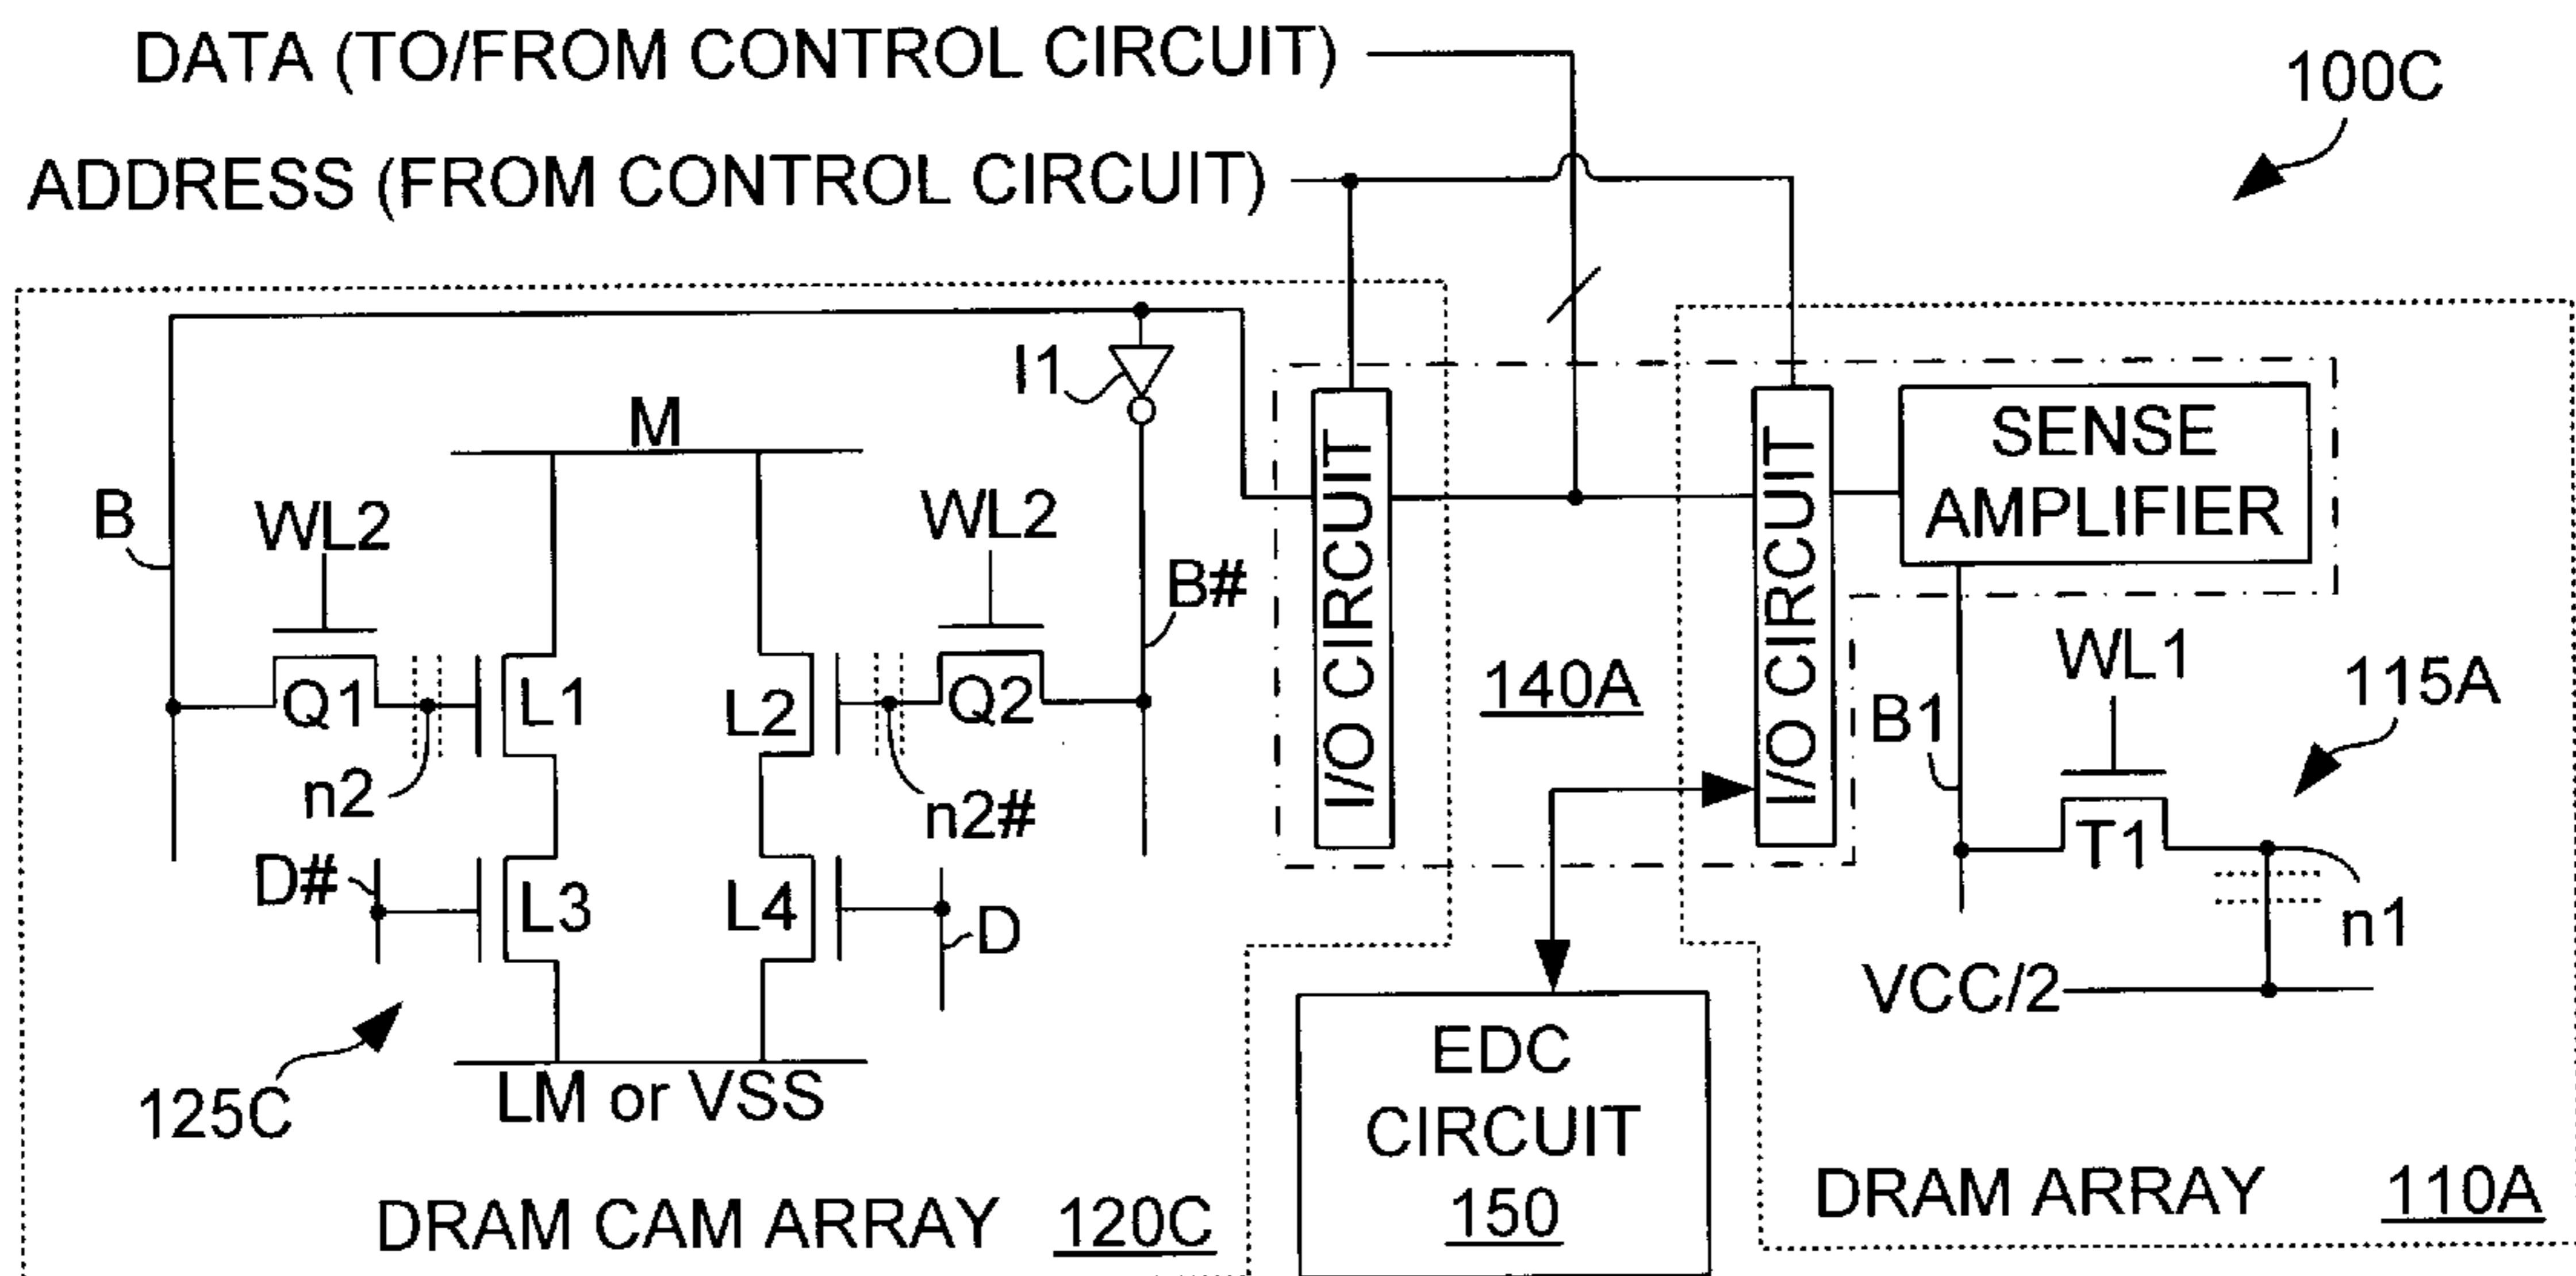 DATA (TO/FROM CONTROL CIRCUIT)
100C
ADDRESS (FROM CONTROL CIRCUIT)
I1
M
B
WL2
WL2
B#
I/O CIRCUIT
I/O CIRCUIT
SENSE
AMPLIFIER
Q1
L1
L2
Q2
140A
WL1
115A
B1
n2
n2#
T1
D#
L3
L4
D
n1
VCC/2
125C
LM or VSS
EDC
CIRCUIT
150
DRAM CAM ARRAY 120C
DRAM ARRAY 110A